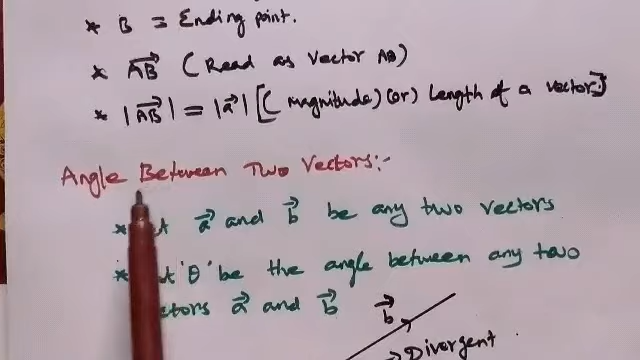 * B = Ending point.
* AB⃗ (Read as vector AB)
* |AB⃗| = |a⃗| [(magnitude) (or) Length of a vector]
Angle Between Two Vectors:-
* a⃗ and b⃗ be any two vectors
* 'θ' be the angle between any two
a⃗ and b⃗
b⃗
Divergent